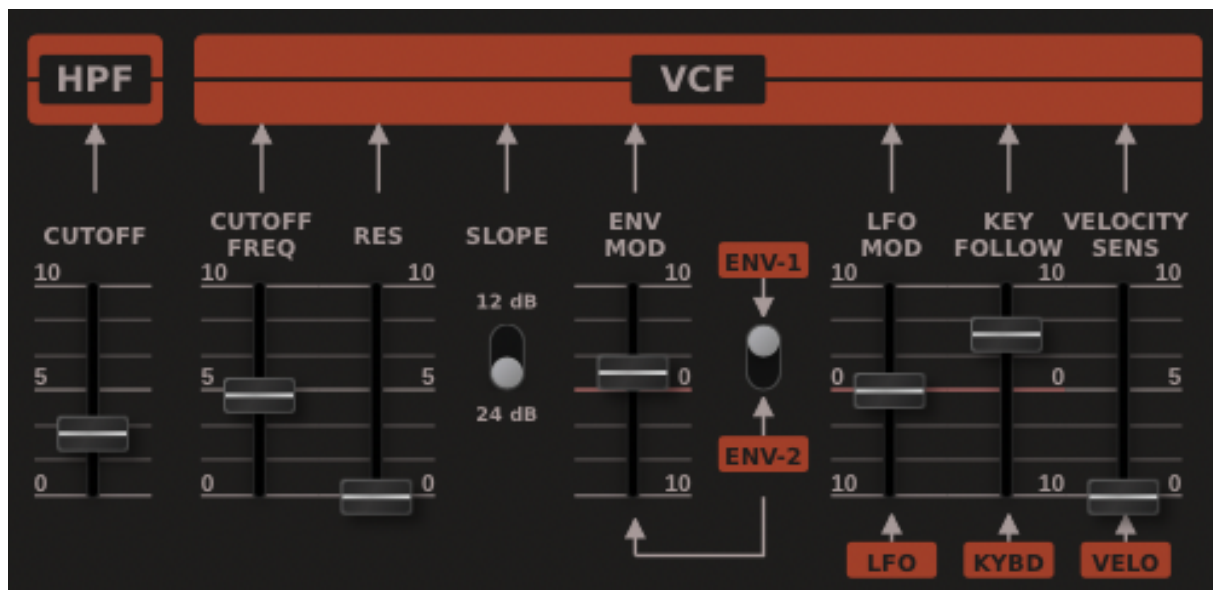 HPF VCF
CUTOFF
CUTOFF FREQ
RES
SLOPE
ENV MOD
LFO MOD
KEY FOLLOW
VELOCITY SENS
10 10 10 10 10 10 10
12 dB
ENV-1
5 5 5 0 0 0 5
24 dB
ENV-2
0 0 0 10 10 10 0
LFO KYBD VELO